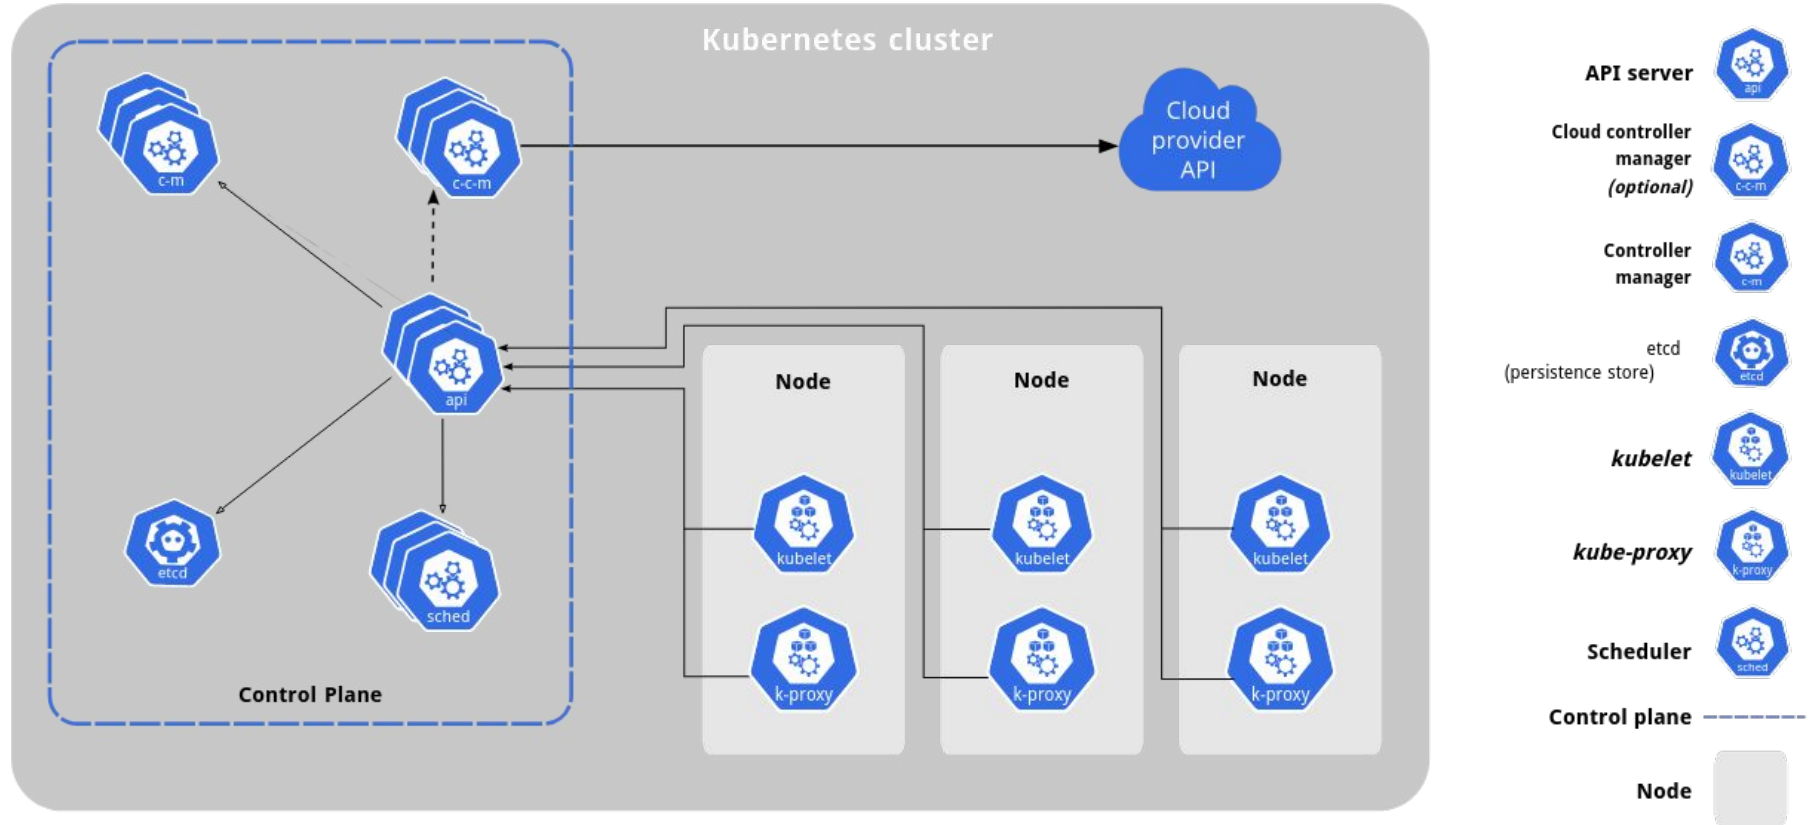 Kubernetes cluster
c-m
c-c-m
Cloud
provider
API
api
etcd
sched
Control Plane
Node
kubelet
k-proxy
Node
kubelet
k-proxy
Node
kubelet
k-proxy
API server
api
Cloud controller
manager
(optional)
c-c-m
Controller
manager
c-m
etcd
(persistence store)
etcd
kubelet
kubelet
kube-proxy
k-proxy
Scheduler
sched
Control plane
Node